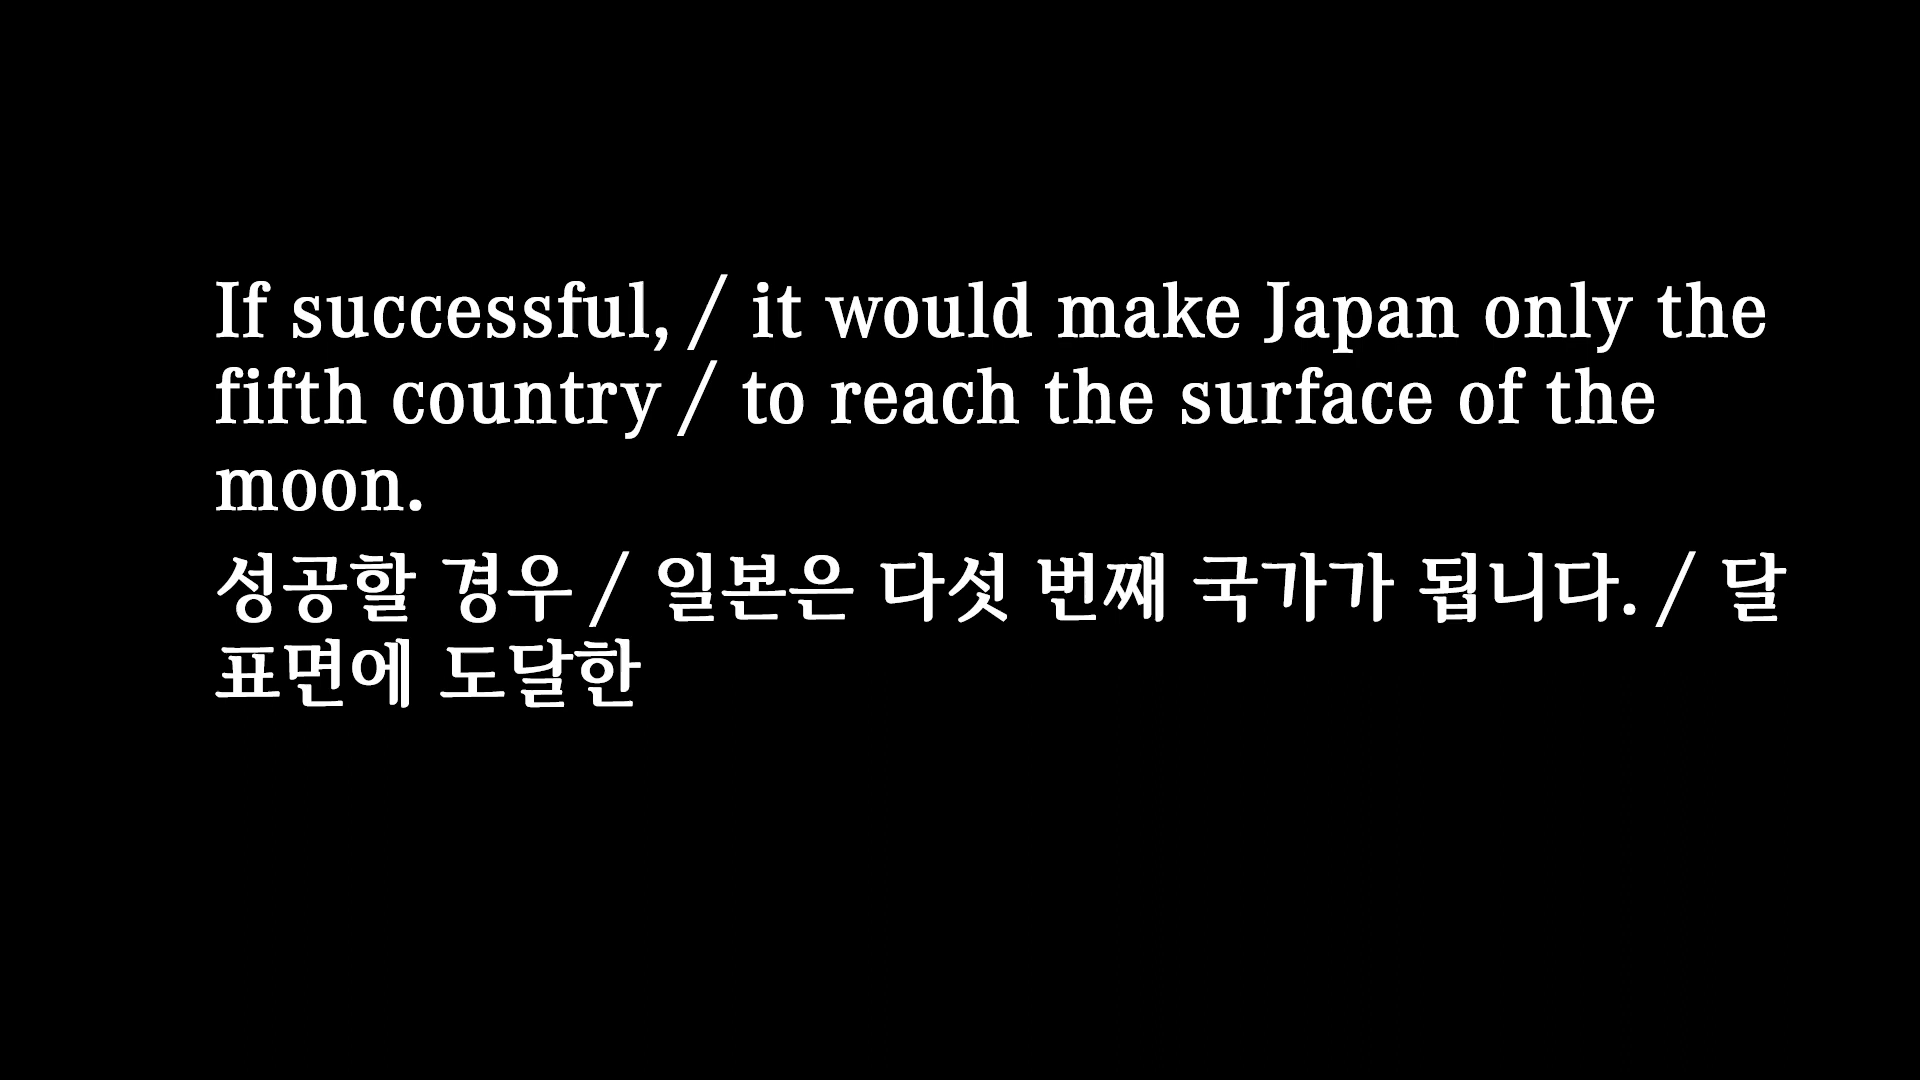 If successful, / it would make Japan only the
fifth country / to reach the surface of the
moon.
성공할 경우 / 일본은 다섯 번째 국가가 됩니다. / 달
표면에 도달한